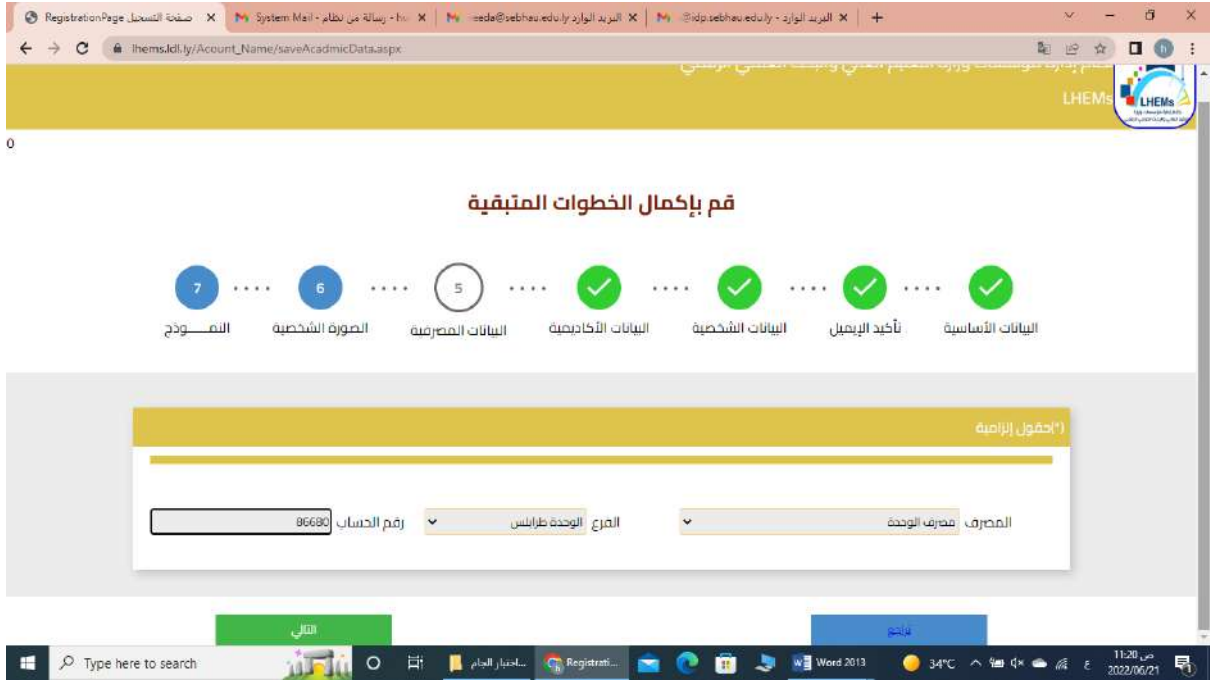 صفحة التسجيل RegistrationPage
رسالة من نظام - System Mail
البريد الوارد
البريد الوارد - idp.sebhau.edu.ly
lhems.ldl.ly/Acount_Name/saveAcadmicData.aspx
LHEMs
LHEMs
0
قم بإكمال الخطوات المتبقية
7
6
5
البيانات الأساسية
تأكيد الإيميل
البيانات الشخصية
البيانات الأكاديمية
البيانات المصرفية
الصورة الشخصية
النمـــــوذج
(*)حقول إلزامية
المصرف مصرف الوحدة
الفرع الوحدة طرابلس
رقم الحساب 86680
تراجع
التالي
Type here to search
Registrati...
Word 2013
34°C
ع
11:20 ص
2022/06/21